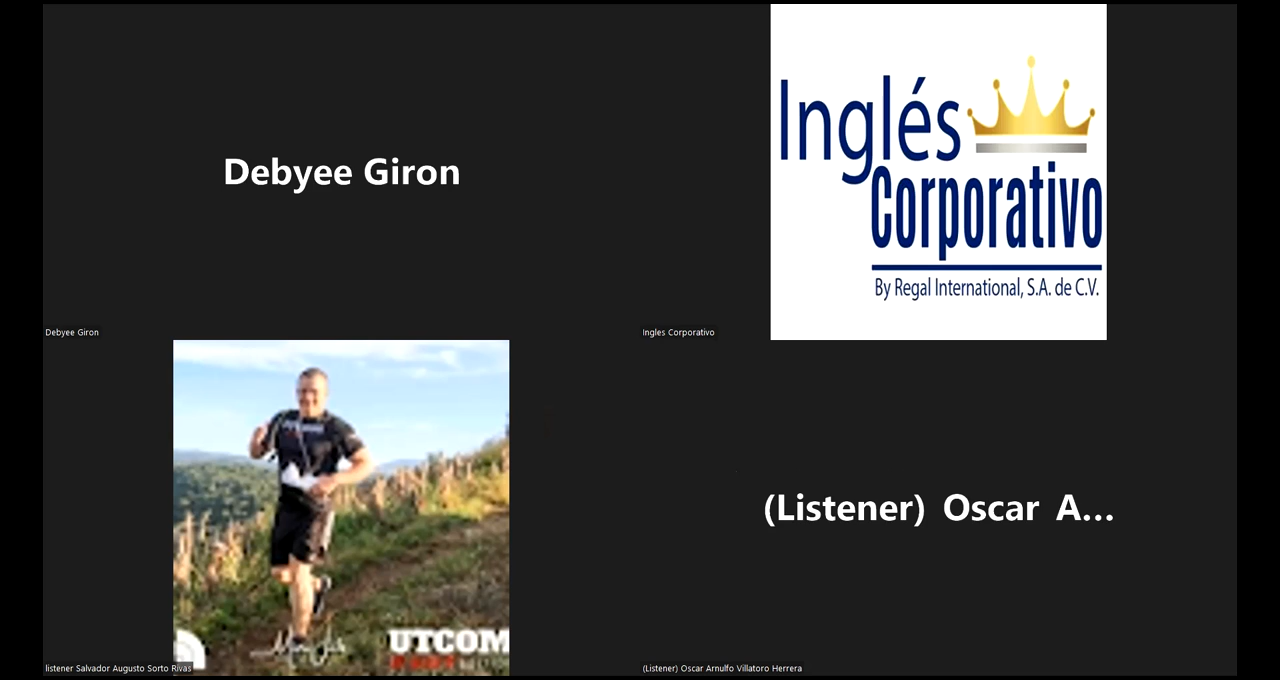 Debyee Giron
Debyee Giron
Inglés
Corporativo
By Regal International, S.A. de C.V.
Ingles Corporativo
UTCOM
listener Salvador Augusto Sorto Rivas
(Listener) Oscar A...
(Listener) Oscar Arnulfo Villatoro Herrera